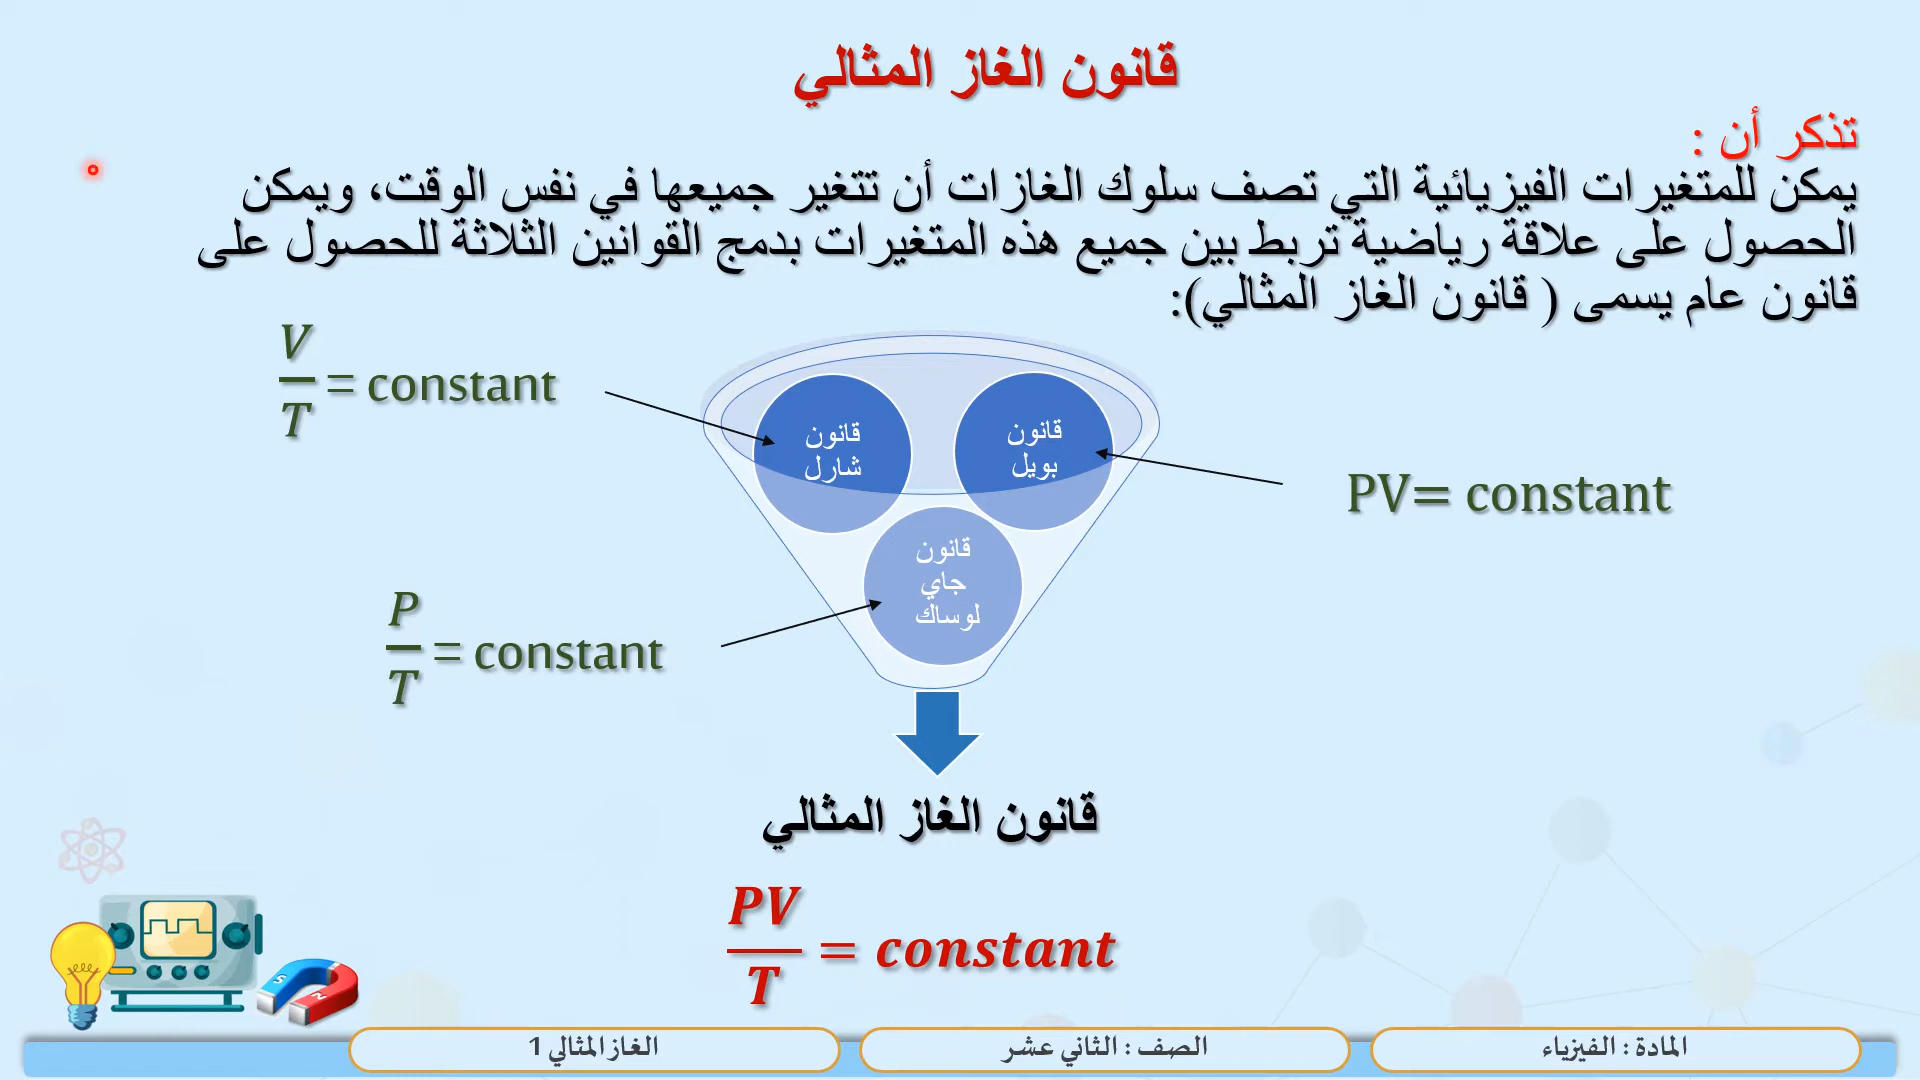 قانون الغاز المثالي
تذكر أن :
يمكن للمتغيرات الفيزيائية التي تصف سلوك الغازات أن تتغير جميعها في نفس الوقت، ويمكن
الحصول على علاقة رياضية تربط بين جميع هذه المتغيرات بدمج القوانين الثلاثة للحصول على
قانون عام يسمى ( قانون الغاز المثالي):
V/T = constant
قانون
شارل
قانون
بويل
PV= constant
قانون
جاي
لوساك
P/T = constant
قانون الغاز المثالي
PV/T = constant
S
N
المادة : الفيزياء
الصف : الثاني عشر
الغاز المثالي 1